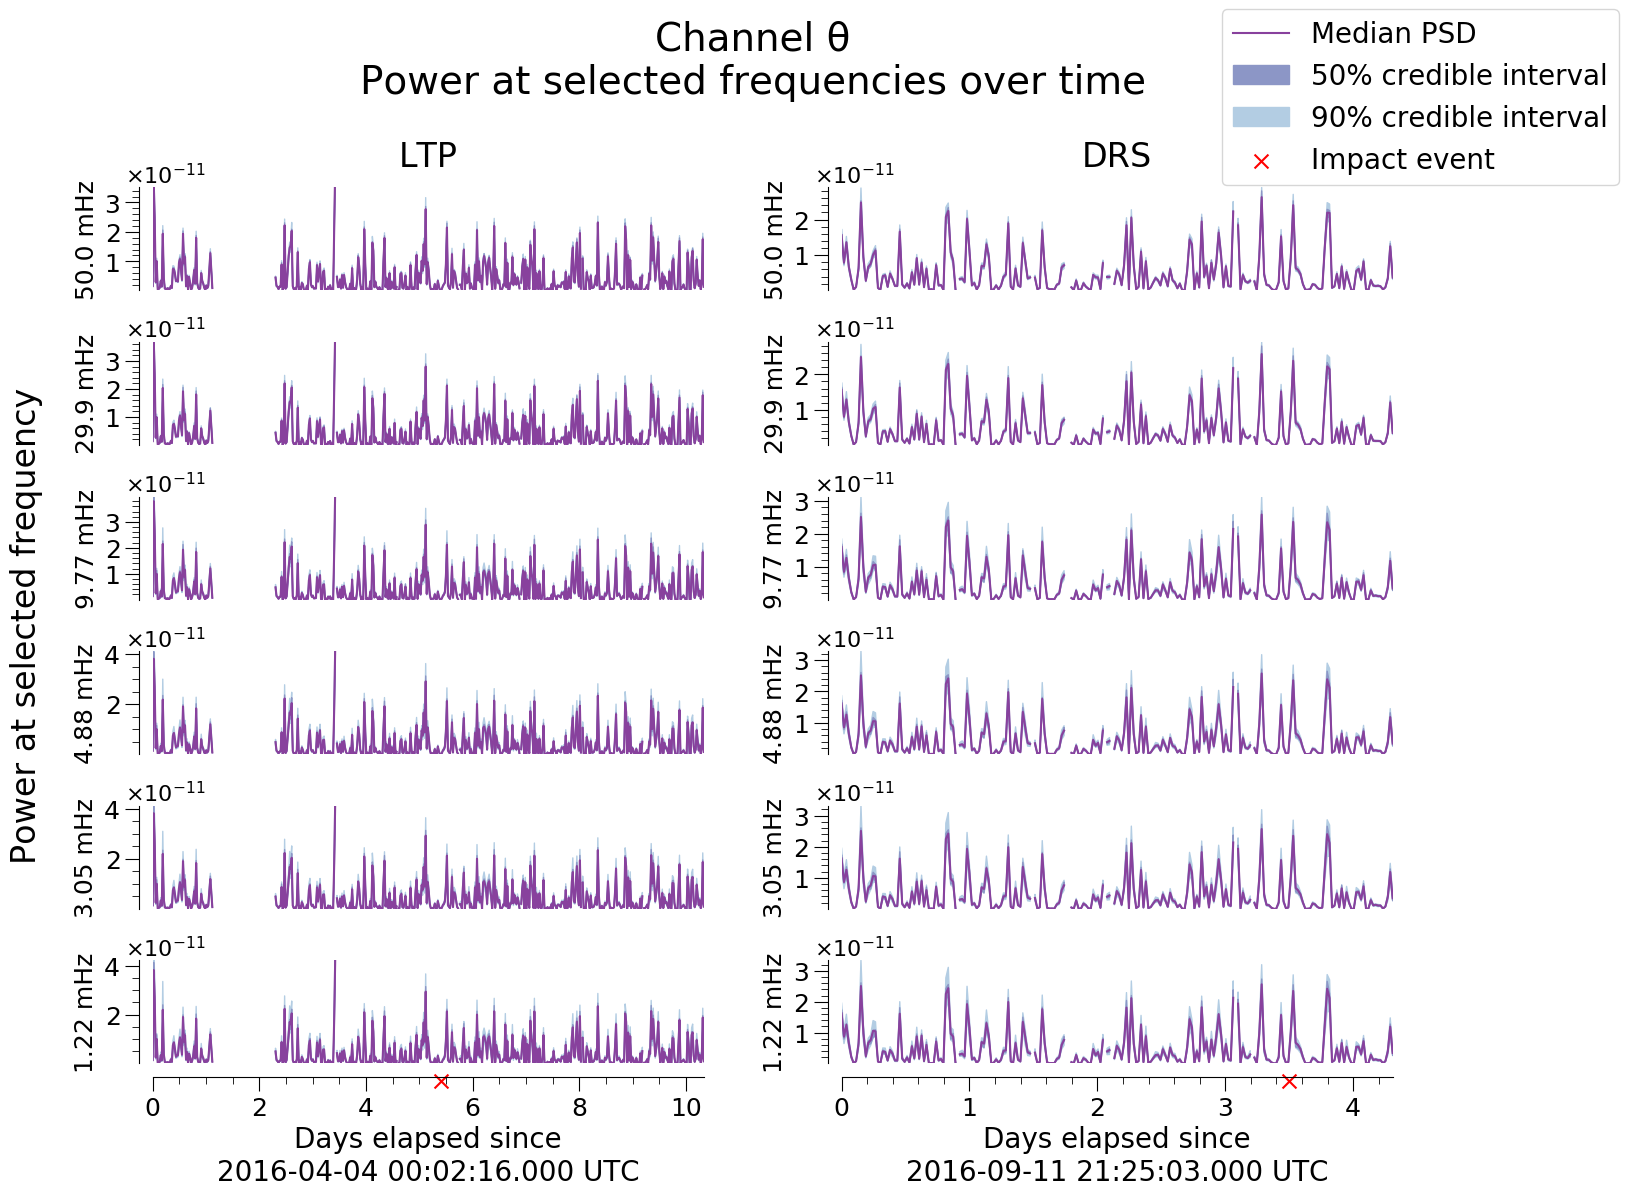 Channel θ
Power at selected frequencies over time
Median PSD
50% credible interval
90% credible interval
Impact event
LTP
DRS
Power at selected frequency
×10⁻¹¹
50.0 mHz
3
2
1
×10⁻¹¹
50.0 mHz
2
1
×10⁻¹¹
29.9 mHz
3
2
1
×10⁻¹¹
29.9 mHz
2
1
×10⁻¹¹
9.77 mHz
3
2
1
×10⁻¹¹
9.77 mHz
3
2
1
×10⁻¹¹
4.88 mHz
4
2
×10⁻¹¹
4.88 mHz
3
2
1
×10⁻¹¹
3.05 mHz
4
2
×10⁻¹¹
3.05 mHz
3
2
1
×10⁻¹¹
1.22 mHz
4
2
×10⁻¹¹
1.22 mHz
3
2
1
0 2 4 6 8 10
Days elapsed since
2016-04-04 00:02:16.000 UTC
0 1 2 3 4
Days elapsed since
2016-09-11 21:25:03.000 UTC